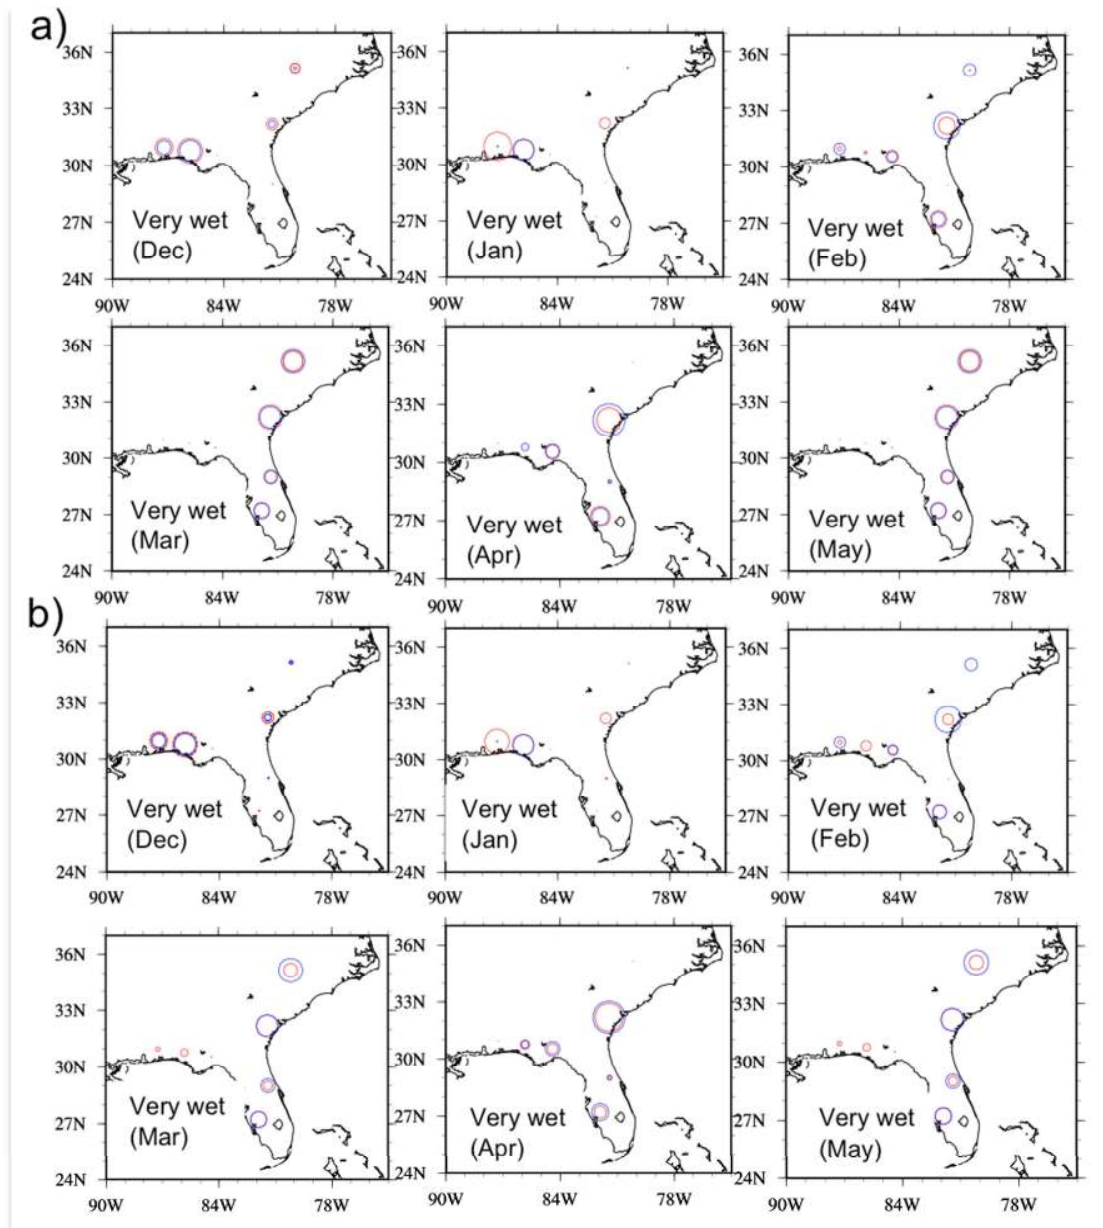 a)
36N
33N
30N
27N
24N
Very wet
(Dec)
36N
33N
30N
27N
24N
Very wet
(Jan)
36N
33N
30N
27N
24N
Very wet
(Feb)
90W 84W 78W
90W 84W 78W
90W 84W 78W
36N
33N
30N
27N
24N
Very wet
(Mar)
36N
33N
30N
27N
24N
Very wet
(Apr)
36N
33N
30N
27N
24N
Very wet
(May)
90W 84W 78W
90W 84W 78W
90W 84W 78W
b)
36N
33N
30N
27N
24N
Very wet
(Dec)
36N
33N
30N
27N
24N
Very wet
(Jan)
36N
33N
30N
27N
24N
Very wet
(Feb)
90W 84W 78W
90W 84W 78W
90W 84W 78W
36N
33N
30N
27N
24N
Very wet
(Mar)
36N
33N
30N
27N
24N
Very wet
(Apr)
36N
33N
30N
27N
24N
Very wet
(May)
90W 84W 78W
90W 84W 78W
90W 84W 78W